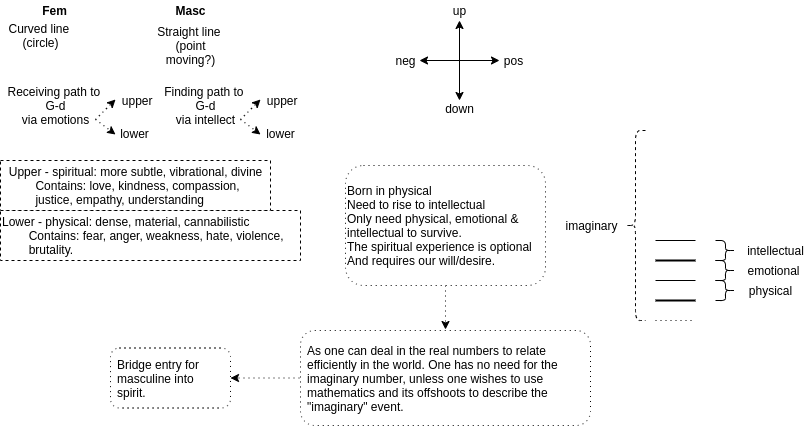 Fem
Masc
Curved line
(circle)
Straight line
(point
moving?)
Receiving path to
G-d
via emotions
upper
lower
Finding path to
G-d
via intellect
upper
lower
up
neg
pos
down
Upper - spiritual: more subtle, vibrational, divine
Contains: love, kindness, compassion,
justice, empathy, understanding
Lower - physical: dense, material, cannabilistic
Contains: fear, anger, weakness, hate, violence,
brutality.
Born in physical
Need to rise to intellectual
Only need physical, emotional &
intellectual to survive.
The spiritual experience is optional
And requires our will/desire.
imaginary
intellectual
emotional
physical
As one can deal in the real numbers to relate
efficiently in the world. One has no need for the
imaginary number, unless one wishes to use
mathematics and its offshoots to describe the
"imaginary" event.
Bridge entry for
masculine into
spirit.